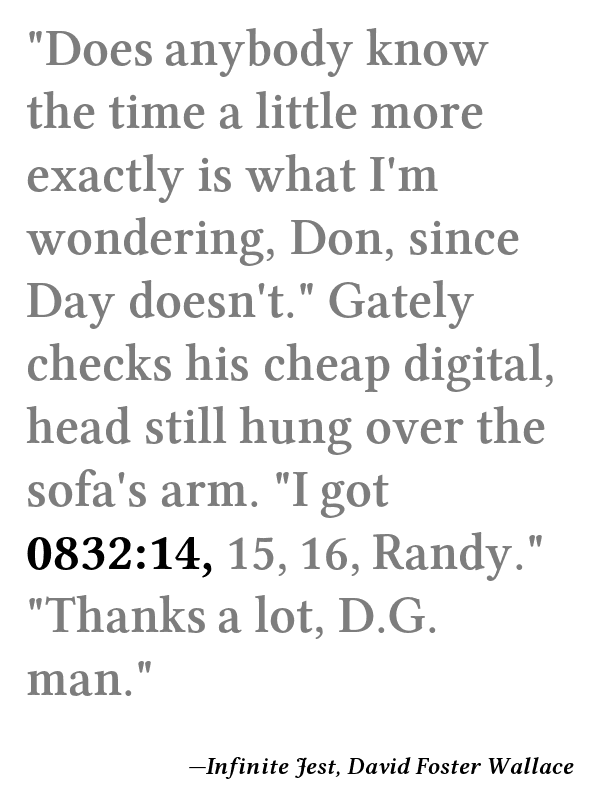 "Does anybody know
the time a little more
exactly is what I'm
wondering, Don, since
Day doesn't." Gately
checks his cheap digital,
head still hung over the
sofa's arm. "I got
0832:14, 15, 16, Randy."
"Thanks a lot, D.G.
man."
—Infinite Jest, David Foster Wallace